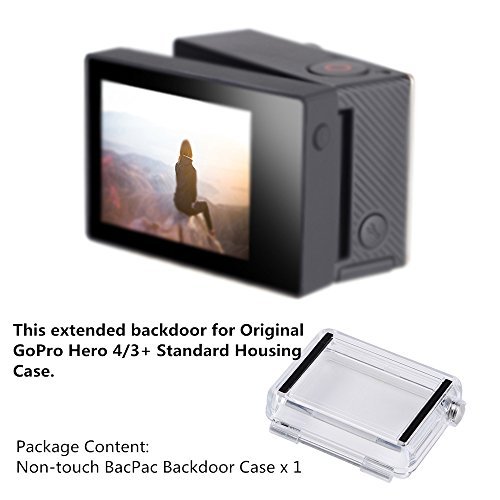 This extended backdoor for Original
GoPro Hero 4/3+ Standard Housing
Case.
Package Content:
Non-touch BacPac Backdoor Case x 1